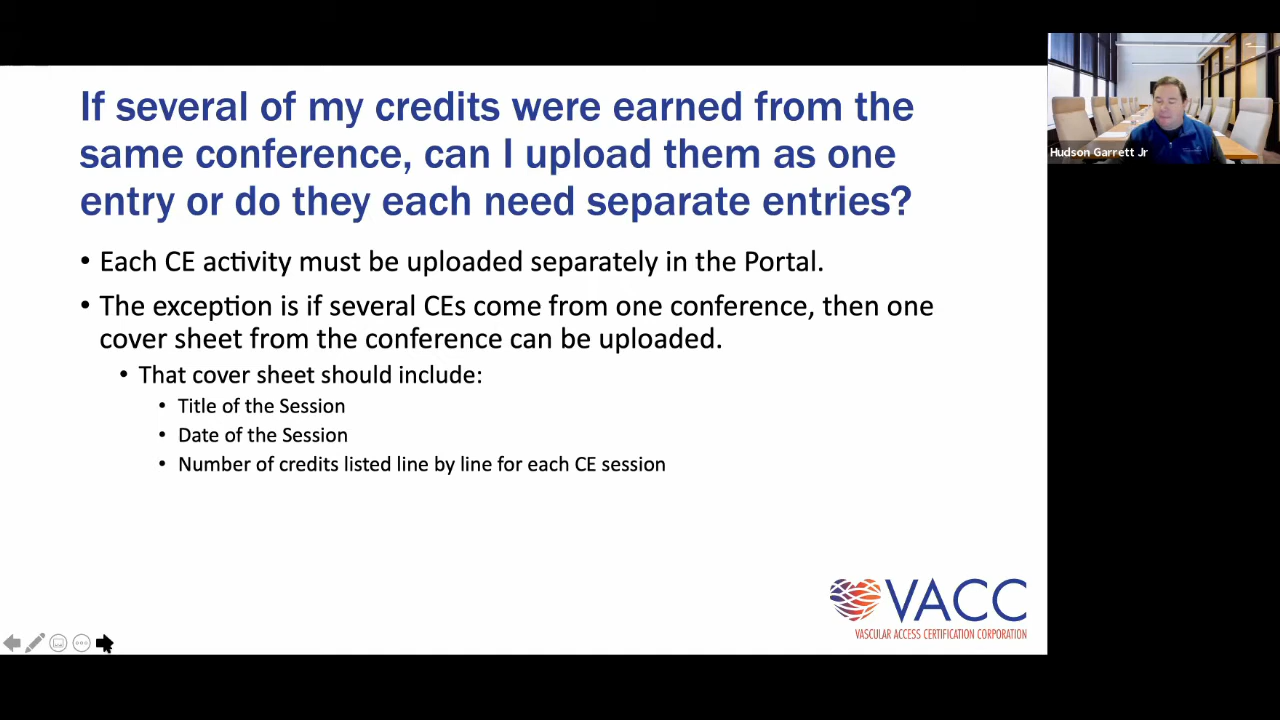 If several of my credits were earned from the
same conference, can I upload them as one
entry or do they each need separate entries?
• Each CE activity must be uploaded separately in the Portal.
• The exception is if several CEs come from one conference, then one
cover sheet from the conference can be uploaded.
• That cover sheet should include:
• Title of the Session
• Date of the Session
• Number of credits listed line by line for each CE session
VACC
VASCULAR ACCESS CERTIFICATION CORPORATION
Hudson Garrett Jr